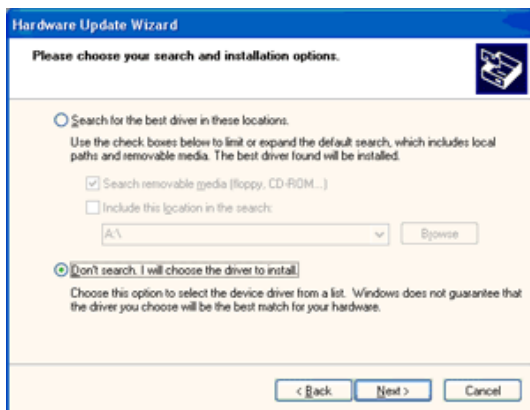 Hardware Update Wizard
Please choose your search and installation options.
Search for the best driver in these locations.
Use the check boxes below to limit or expand the default search, which includes local
paths and removable media. The best driver found will be installed.
Search removable media (floppy, CD-ROM...)
Include this location in the search:
A:\
Browse
Don't search. I will choose the driver to install.
Choose this option to select the device driver from a list. Windows does not guarantee that
the driver you choose will be the best match for your hardware.
< Back Next > Cancel